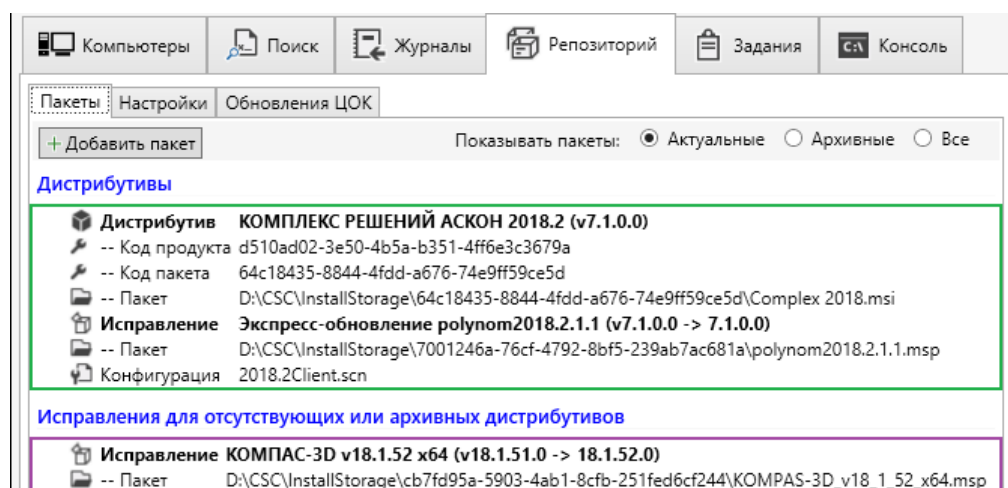 Компьютеры Поиск Журналы Репозиторий Задания C:\ Консоль
Пакеты Настройки Обновления ЦОК
+ Добавить пакет Показывать пакеты: Актуальные Архивные Все
Дистрибутивы
Дистрибутив КОМПЛЕКС РЕШЕНИЙ АСКОН 2018.2 (v7.1.0.0)
-- Код продукта d510ad02-3e50-4b5a-b351-4ff6e3c3679a
-- Код пакета 64c18435-8844-4fdd-a676-74e9ff59ce5d
-- Пакет D:\CSC\InstallStorage\64c18435-8844-4fdd-a676-74e9ff59ce5d\Complex 2018.msi
Исправление Экспресс-обновление polynom2018.2.1.1 (v7.1.0.0 -> 7.1.0.0)
-- Пакет D:\CSC\InstallStorage\7001246a-76cf-4792-8bf5-239ab7ac681a\polynom2018.2.1.1.msp
Конфигурация 2018.2Client.scn
Исправления для отсутствующих или архивных дистрибутивов
Исправление КОМПАС-3D v18.1.52 x64 (v18.1.51.0 -> 18.1.52.0)
-- Пакет D:\CSC\InstallStorage\cb7fd95a-5903-4ab1-8cfb-251fed6cf244\KOMPAS-3D_v18_1_52_x64.msp